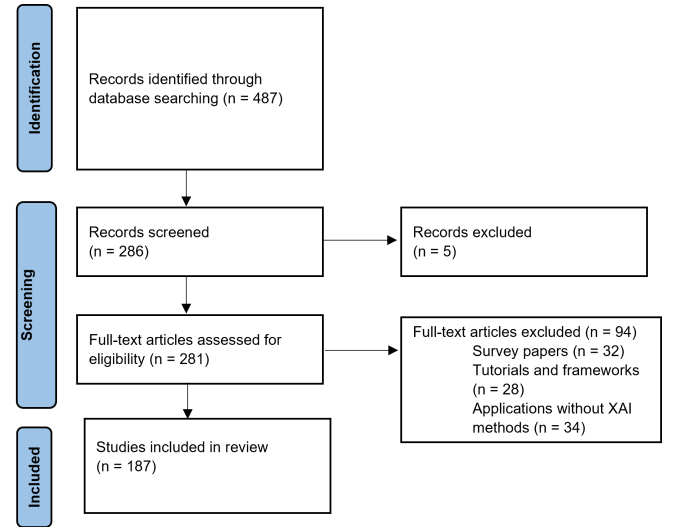 Identification
Records identified through
database searching (n = 487)
Screening
Records screened
(n = 286)
Records excluded
(n = 5)
Full-text articles assessed for
eligibility (n = 281)
Full-text articles excluded (n = 94)
Survey papers (n = 32)
Tutorials and frameworks
(n = 28)
Applications without XAI
methods (n = 34)
Included
Studies included in review
(n = 187)